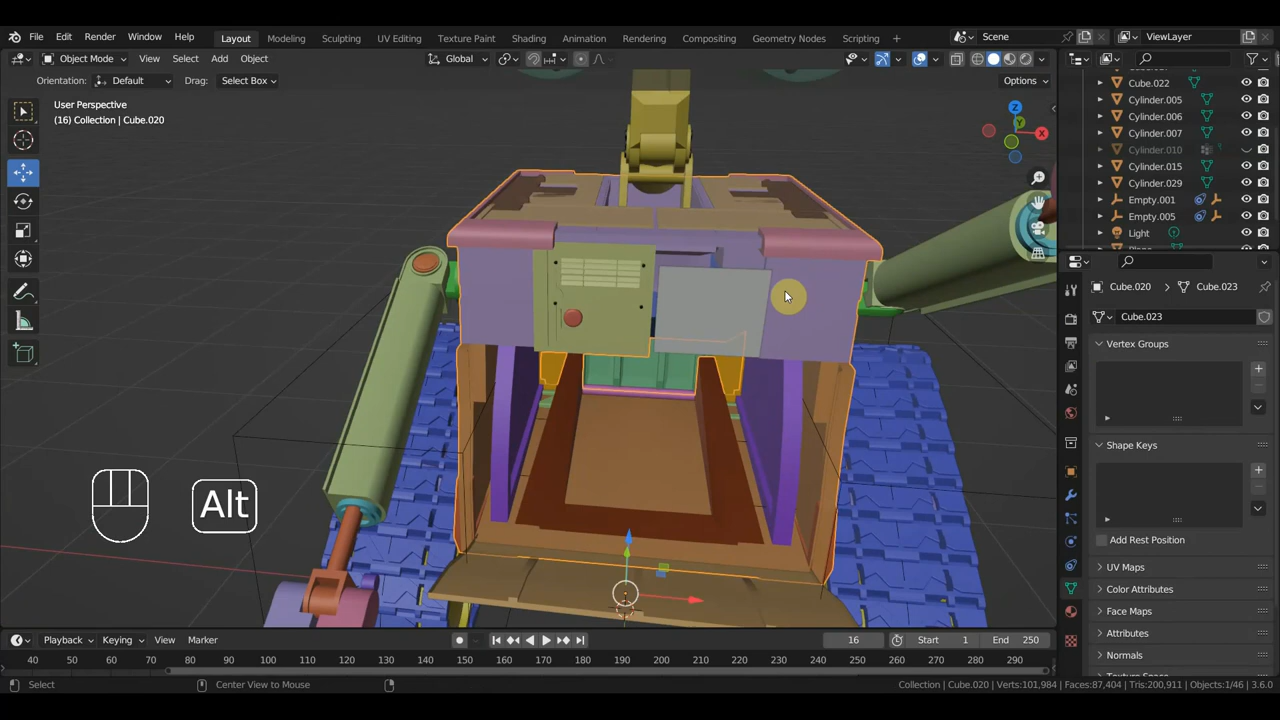 File Edit Render Window Help Layout Modeling Sculpting UV Editing Texture Paint Shading Animation Rendering Compositing Geometry Nodes Scripting + Scene ViewLayer
Object Mode View Select Add Object Global
Orientation: Default Drag: Select Box Options
User Perspective
(16) Collection | Cube.020
X
Y
Z
Cube.022
Cylinder.005
Cylinder.006
Cylinder.007
Cylinder.010
Cylinder.015
Cylinder.029
Empty.001
Empty.005
Light
Cube.020 > Cube.023
Cube.023
Vertex Groups
Shape Keys
Add Rest Position
UV Maps
Color Attributes
Face Maps
Attributes
Normals
Texture Space
Alt
Playback Keying View Marker 16 Start 1 End 250
40 50 60 70 80 90 100 110 120 130 140 150 160 170 180 190 200 210 220 230 240 250 260 270 280 290
Select Center View to Mouse Collection | Cube.020 | Verts:101,984 | Faces:87,404 | Tris:200,911 | Objects:1/46 | 3.6.0